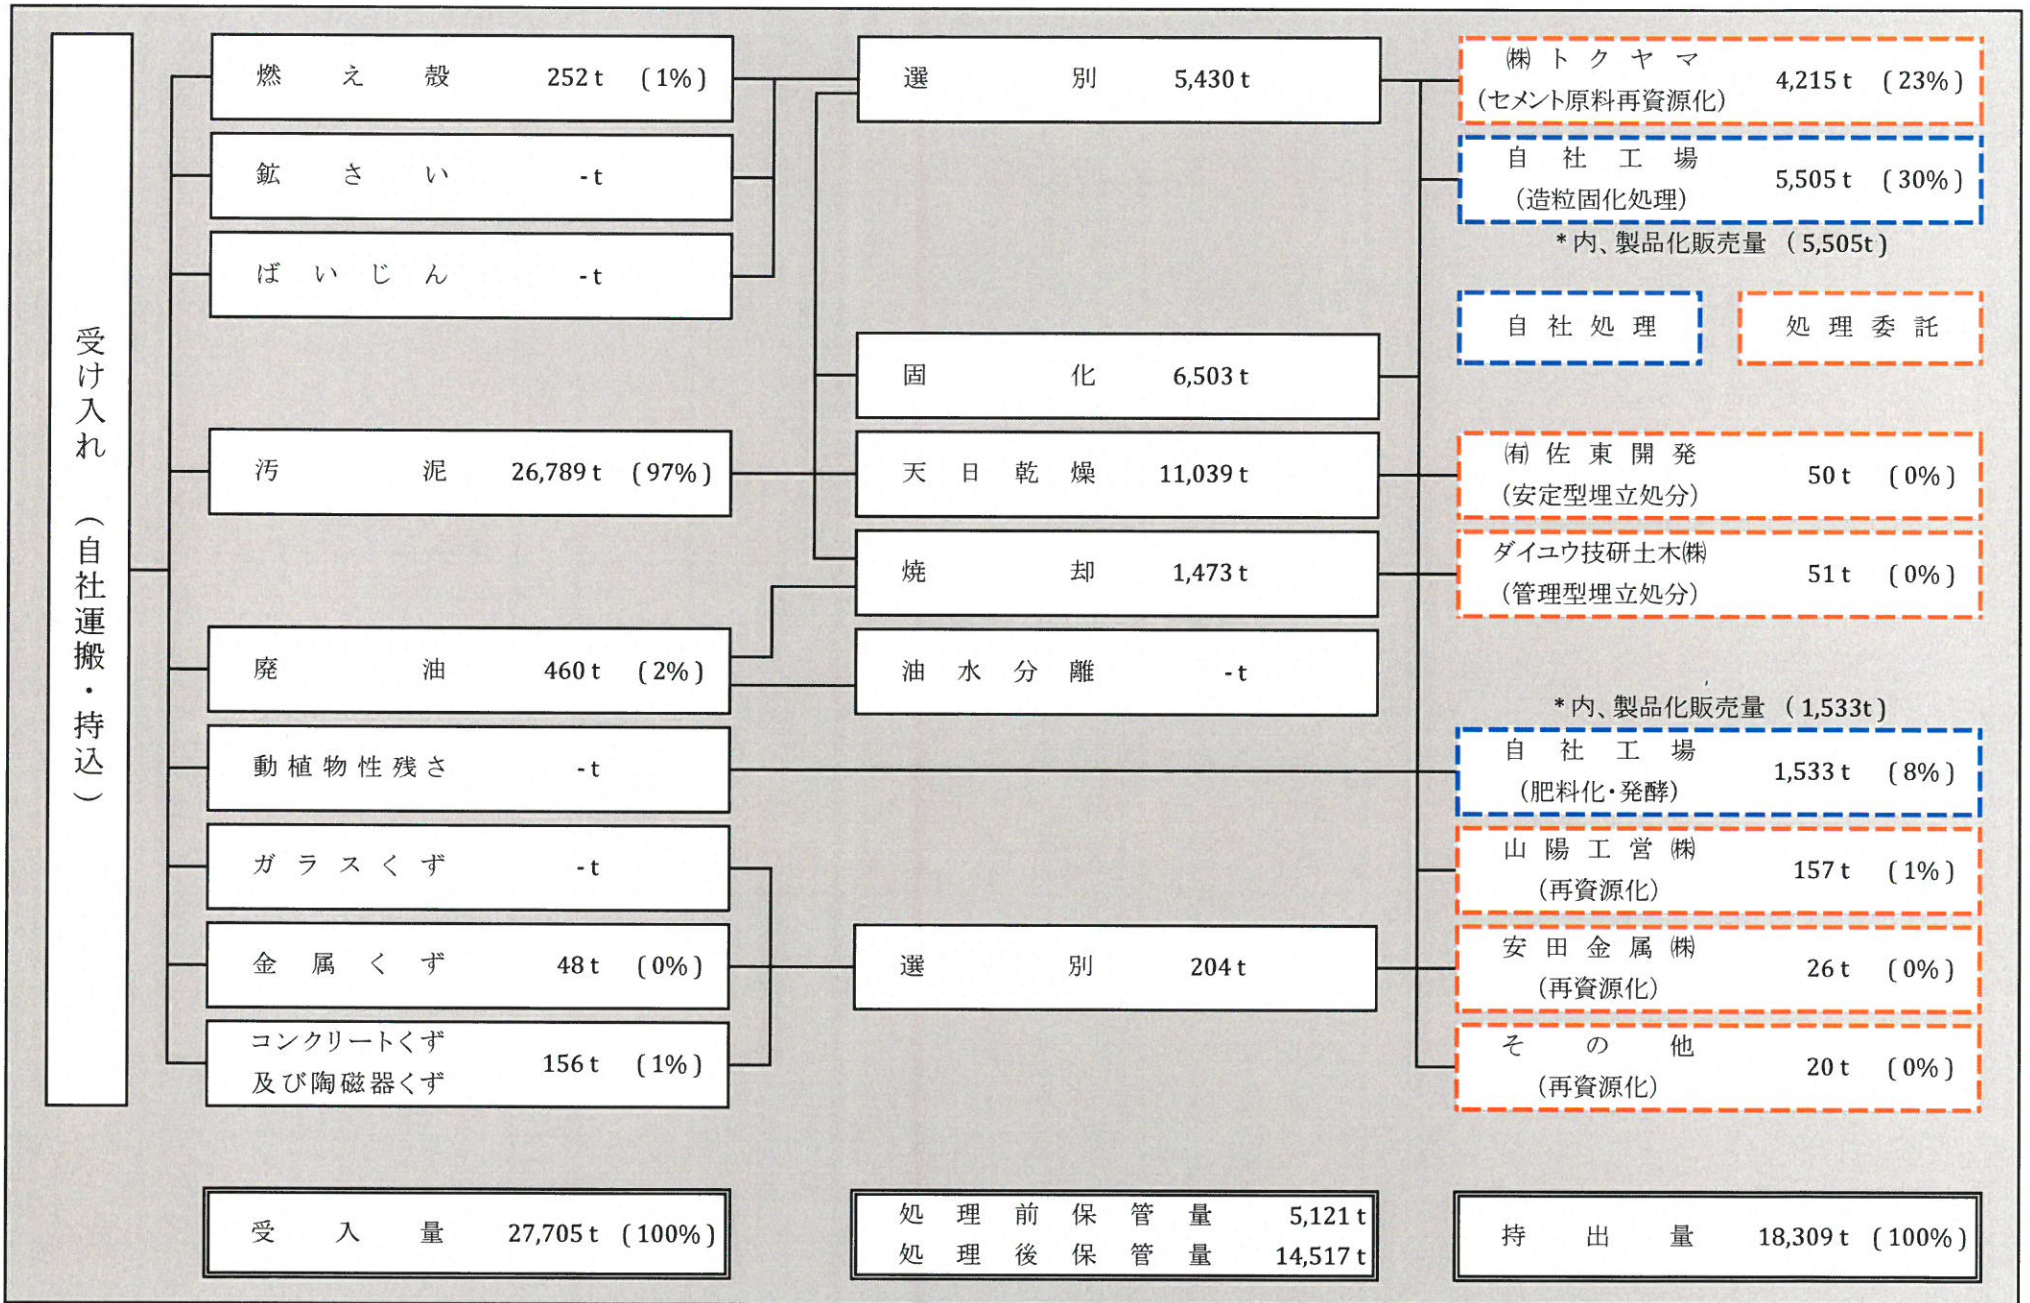 受け入れ （自社運搬・持込）
燃え殻 252 t (1%)
鉱さい - t
ばいじん - t
汚泥 26,789 t (97%)
廃油 460 t (2%)
動植物性残さ - t
ガラスくず - t
金属くず 48 t (0%)
コンクリートくず
及び陶磁器くず 156 t (1%)
受入量 27,705 t (100%)
選別 5,430 t
固化 6,503 t
天日乾燥 11,039 t
焼却 1,473 t
油水分離 - t
選別 204 t
処理前保管量 5,121 t
処理後保管量 14,517 t
㈱トクヤマ
(セメント原料再資源化) 4,215 t (23%)
自社工場
(造粒固化処理) 5,505 t (30%)
*内、製品化販売量 (5,505t)
自社処理 処理委託
㈲佐東開発
(安定型埋立処分) 50 t (0%)
ダイユウ技研土木㈱
(管理型埋立処分) 51 t (0%)
*内、製品化販売量 (1,533t)
自社工場
(肥料化・発酵) 1,533 t (8%)
山陽工営㈱
(再資源化) 157 t (1%)
安田金属㈱
(再資源化) 26 t (0%)
その他
(再資源化) 20 t (0%)
持出量 18,309 t (100%)